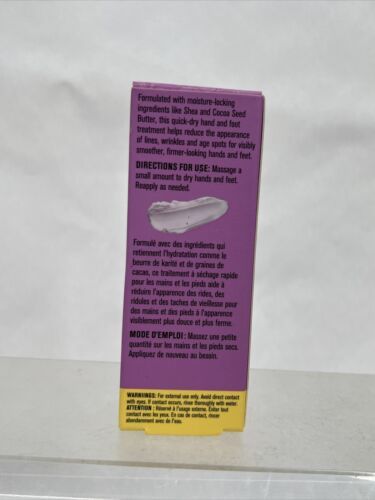 Formulated with moisture-locking
ingredients like Shea and Cocoa Seed
Butter, this quick-dry hand and foot
treatment helps reduce the appearance
of lines, wrinkles and age spots for visibly
smoother, firmer-looking hands and feet.
DIRECTIONS FOR USE: Massage a
small amount to dry hands and feet.
Reapply as needed.
Formulé avec des ingrédients qui
retiennent l'hydratation comme le
beurre de karité et de graines de
cacao, ce traitement à séchage rapide
pour les mains et les pieds aide à
réduire l'apparence des rides, des
ridules et des taches de vieillesse pour
des mains et des pieds à l'apparence
visiblement plus douce et plus ferme.
MODE D'EMPLOI : Massez une petite
quantité sur les mains et les pieds secs.
Appliquez de nouveau au besoin.
WARNINGS: For external use only. Avoid direct contact
with eyes. If contact occurs, rinse thoroughly with water.
ATTENTION : Réservé à l'usage externe. Éviter tout
contact avec les yeux. En cas de contact, rincer
abondamment avec de l'eau.